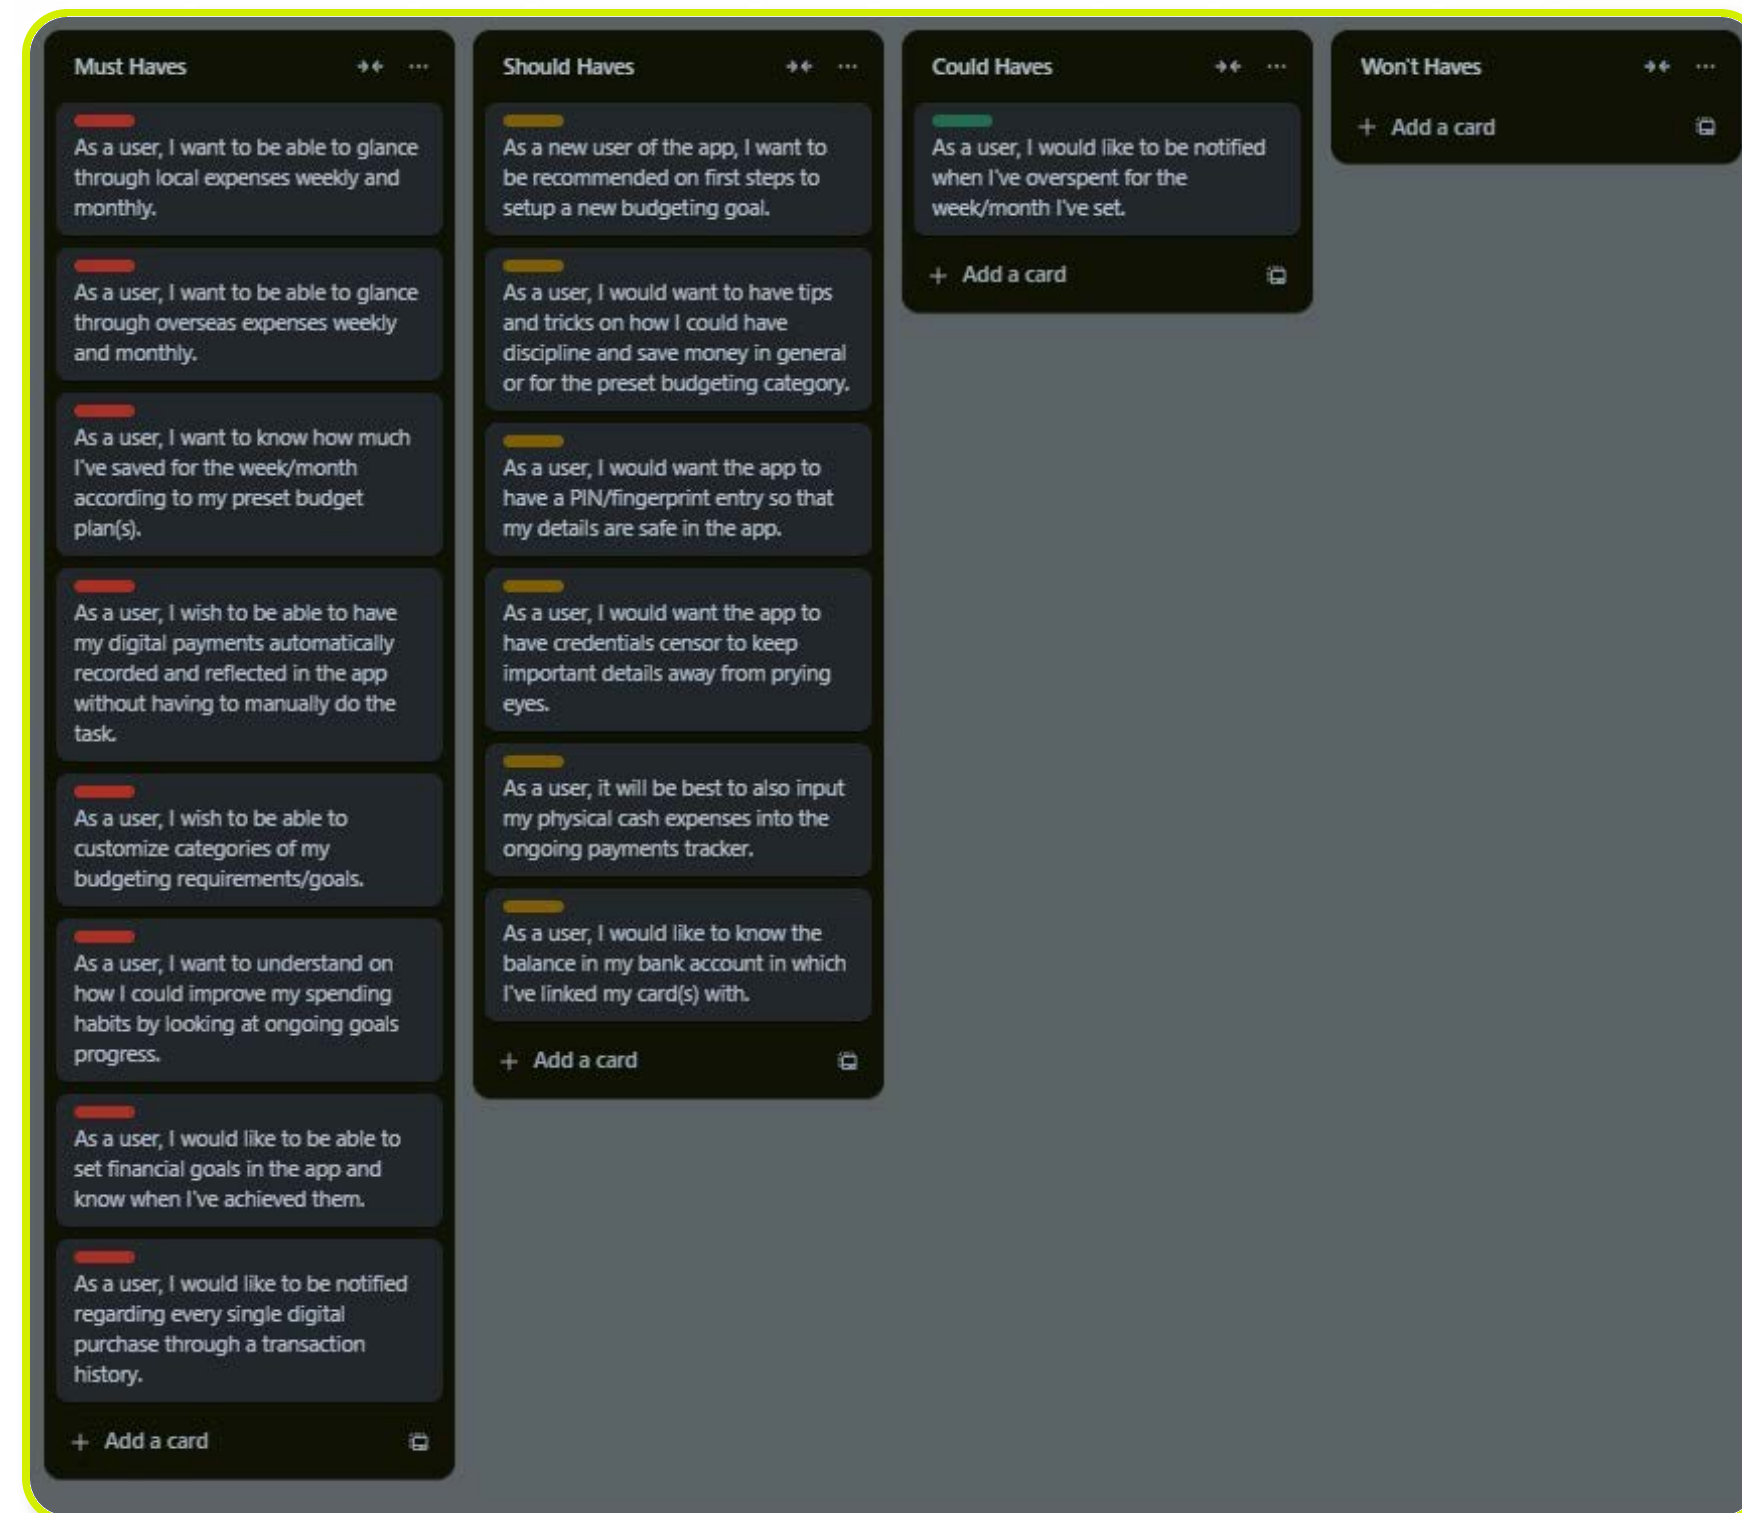 Must Haves
As a user, I want to be able to glance
through local expenses weekly and
monthly.
As a user, I want to be able to glance
through overseas expenses weekly
and monthly.
As a user, I want to know how much
I've saved for the week/month
according to my preset budget
plan(s).
As a user, I wish to be able to have
my digital payments automatically
recorded and reflected in the app
without having to manually do the
task.
As a user, I wish to be able to
customize categories of my
budgeting requirements/goals.
As a user, I want to understand on
how I could improve my spending
habits by looking at ongoing goals
progress.
As a user, I would like to be able to
set financial goals in the app and
know when I've achieved them.
As a user, I would like to be notified
regarding every single digital
purchase through a transaction
history.
+ Add a card
Should Haves
As a new user of the app, I want to
be recommended on first steps to
setup a new budgeting goal.
As a user, I would want to have tips
and tricks on how I could have
discipline and save money in general
or for the preset budgeting category.
As a user, I would want the app to
have a PIN/fingerprint entry so that
my details are safe in the app.
As a user, I would want the app to
have credentials censor to keep
important details away from prying
eyes.
As a user, it will be best to also input
my physical cash expenses into the
ongoing payments tracker.
As a user, I would like to know the
balance in my bank account in which
I've linked my card(s) with.
+ Add a card
Could Haves
As a user, I would like to be notified
when I've overspent for the
week/month I've set.
+ Add a card
Won't Haves
+ Add a card